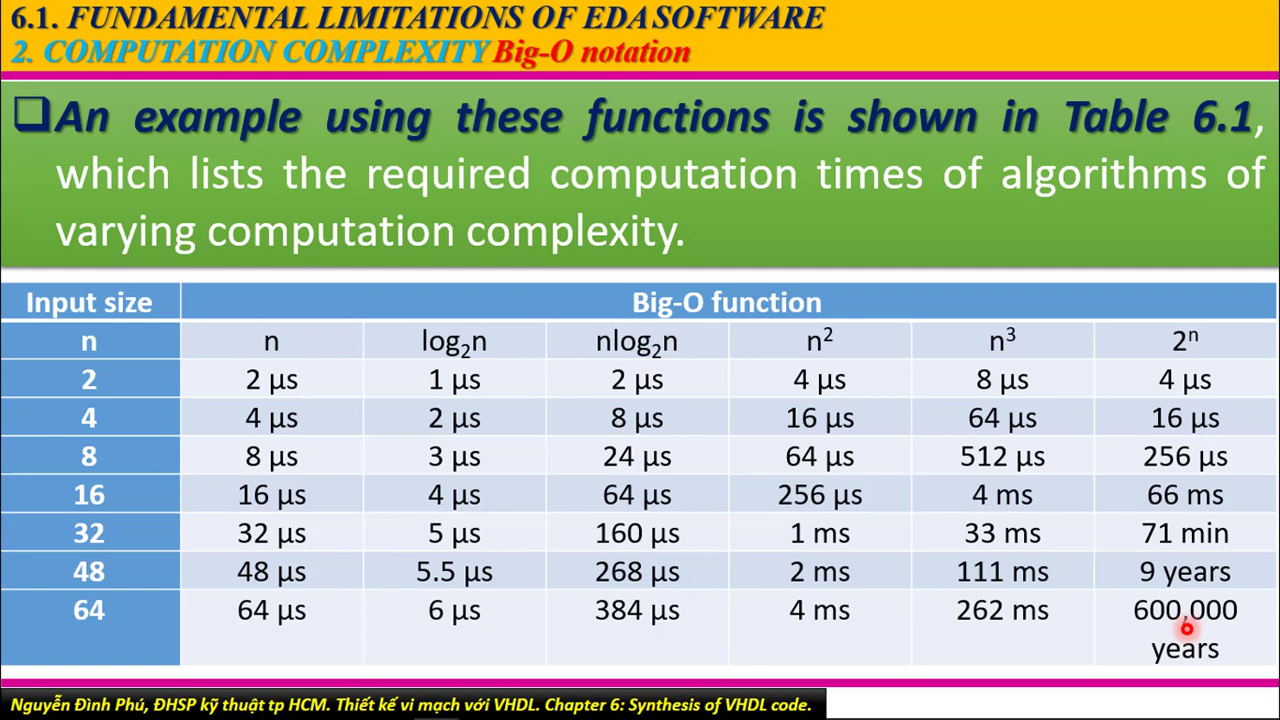 6.1. FUNDAMENTAL LIMITATIONS OF EDA SOFTWARE
2. COMPUTATION COMPLEXITY Big-O notation
❑An example using these functions is shown in Table 6.1,
which lists the required computation times of algorithms of
varying computation complexity.
Input size Big-O function
n n log₂n nlog₂n n² n³ 2ⁿ
2 2 µs 1 µs 2 µs 4 µs 8 µs 4 µs
4 4 µs 2 µs 8 µs 16 µs 64 µs 16 µs
8 8 µs 3 µs 24 µs 64 µs 512 µs 256 µs
16 16 µs 4 µs 64 µs 256 µs 4 ms 66 ms
32 32 µs 5 µs 160 µs 1 ms 33 ms 71 min
48 48 µs 5.5 µs 268 µs 2 ms 111 ms 9 years
64 64 µs 6 µs 384 µs 4 ms 262 ms 600,000
years
Nguyễn Đình Phú, ĐHSP kỹ thuật tp HCM. Thiết kế vi mạch với VHDL. Chapter 6: Synthesis of VHDL code.